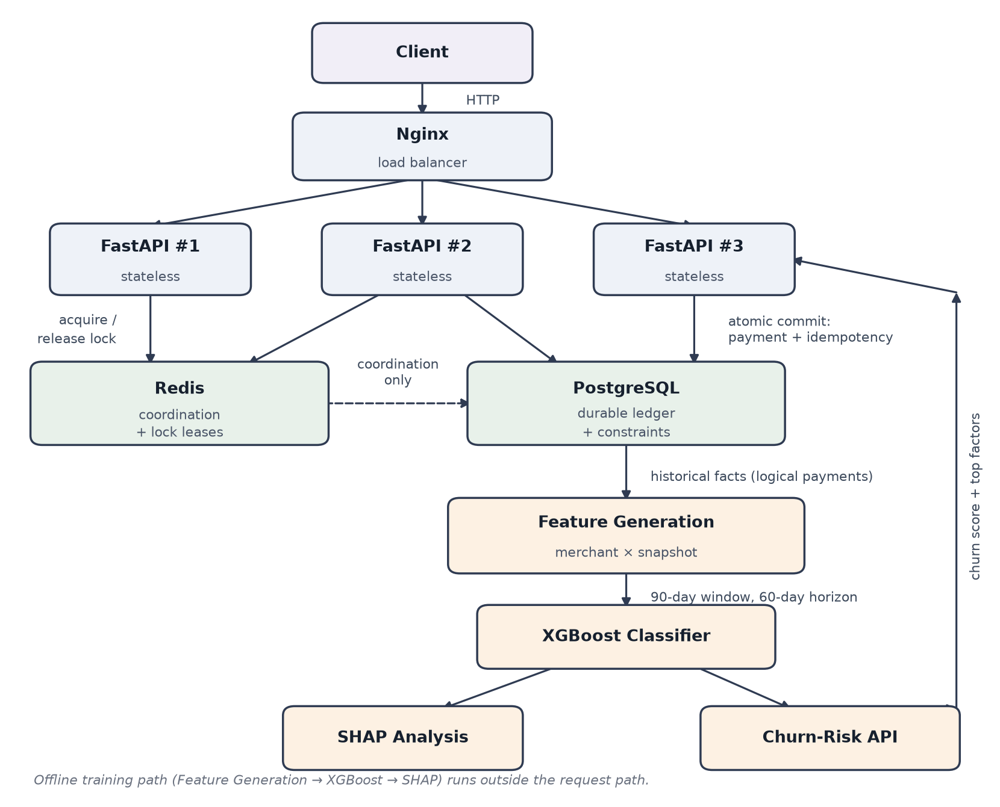 Client
HTTP
Nginx
load balancer
FastAPI #1
stateless
FastAPI #2
stateless
FastAPI #3
stateless
acquire /
release lock
atomic commit:
payment + idempotency
Redis
coordination
+ lock leases
coordination
only
PostgreSQL
durable ledger
+ constraints
historical facts (logical payments)
churn score + top factors
Feature Generation
merchant × snapshot
90-day window, 60-day horizon
XGBoost Classifier
SHAP Analysis
Churn-Risk API
Offline training path (Feature Generation → XGBoost → SHAP) runs outside the request path.